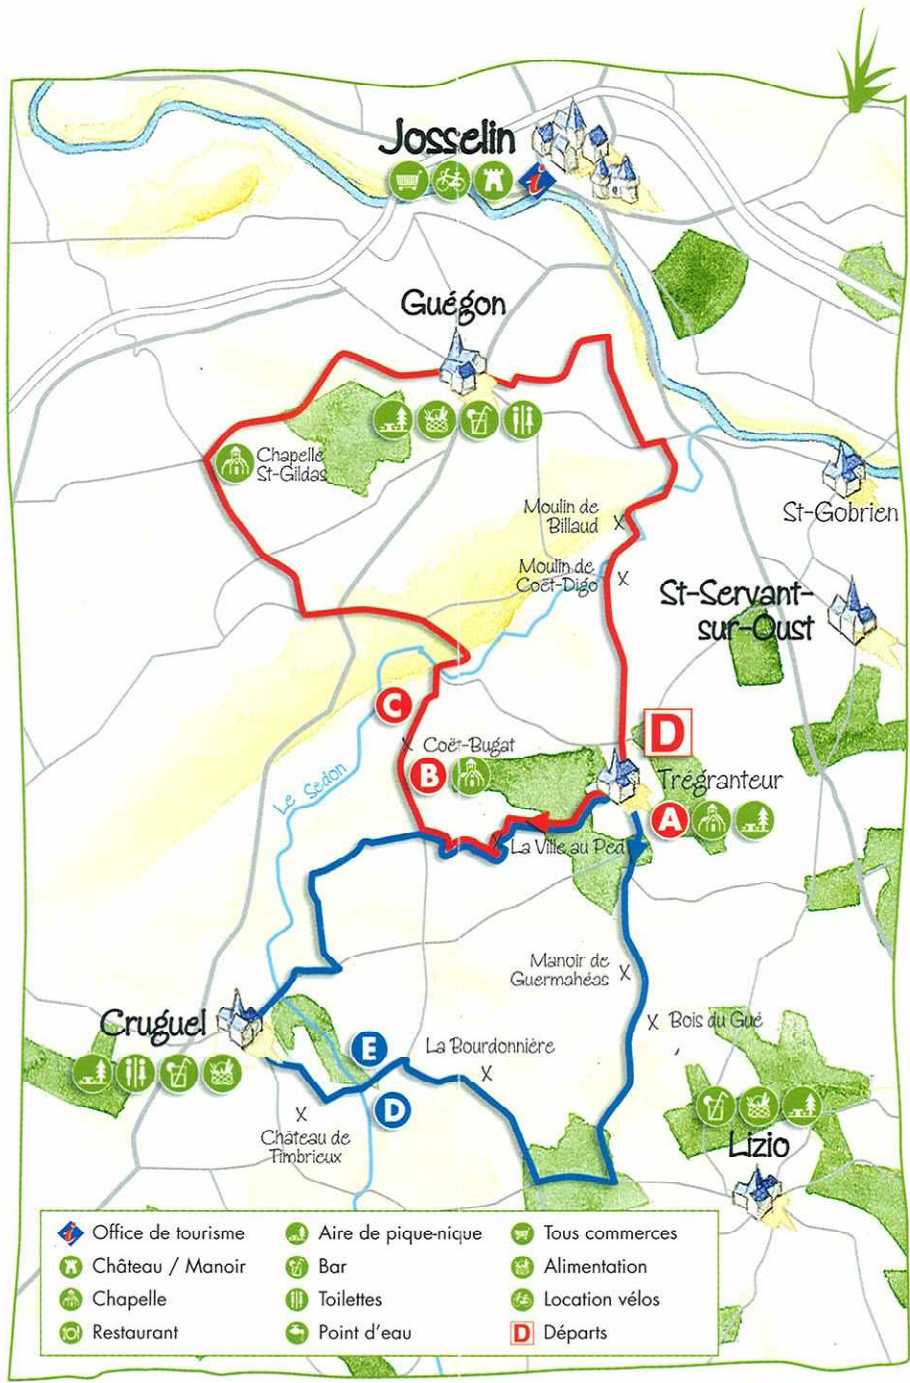 Josselin
i
Guégon
Chapelle
St-Gildas
Moulin de
Billaud
St-Gobrien
Moulin de
Coët-Digo
St-Servant-
sur-Oust
C
D
Coët-Bugat
B
Trégranteur
Le Sedon
A
La Ville au Ped
Manoir de
Guermahéas
Cruguel
Bois du Gué
E
La Bourdonnière
D
Château de
Timbrieux
Lizio
i Office de tourisme
Château / Manoir
Chapelle
Restaurant
Aire de pique-nique
Bar
Toilettes
Point d'eau
Tous commerces
Alimentation
Location vélos
D Départs